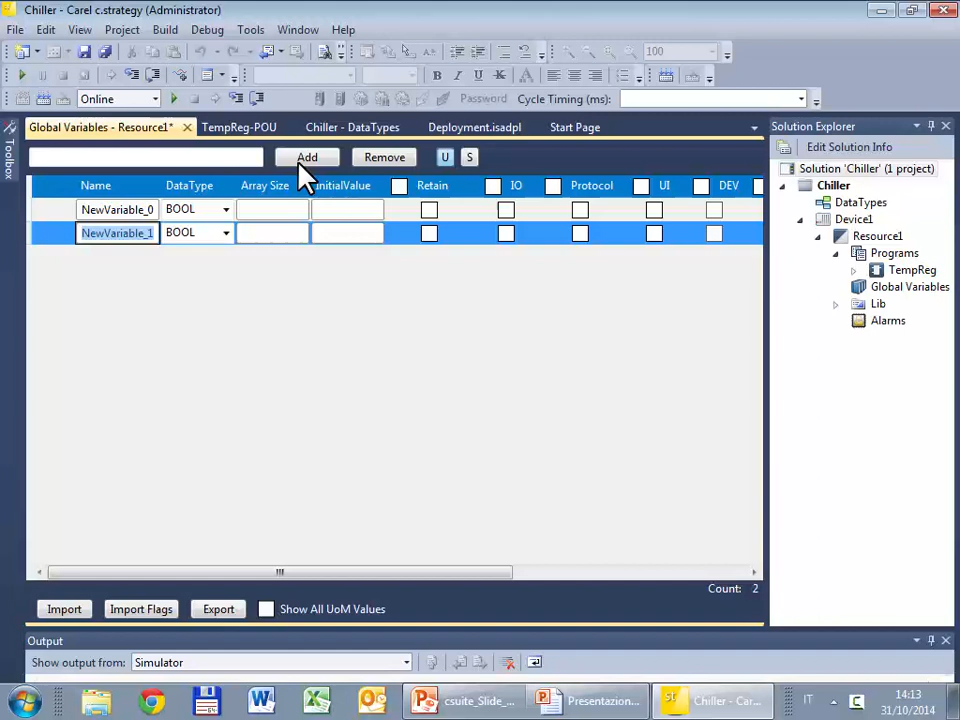 Chiller - Carel c.strategy (Administrator)
File Edit View Project Build Debug Tools Window Help
100
Online Password Cycle Timing (ms):
Global Variables - Resource1* TempReg-POU Chiller - DataTypes Deployment.isadpl Start Page
Add Remove U S
Name DataType Array Size InitialValue Retain IO Protocol UI DEV
NewVariable_0 BOOL
NewVariable_1 BOOL
Count: 2
Import Import Flags Export Show All UoM Values
Toolbox
Solution Explorer
Edit Solution Info
Solution 'Chiller' (1 project)
Chiller
DataTypes
Device1
Resource1
Programs
TempReg
Global Variables
Lib
Alarms
Output
Show output from: Simulator
csuite_Slide_... Presentazion... Chiller - Car... IT
14:13
31/10/2014